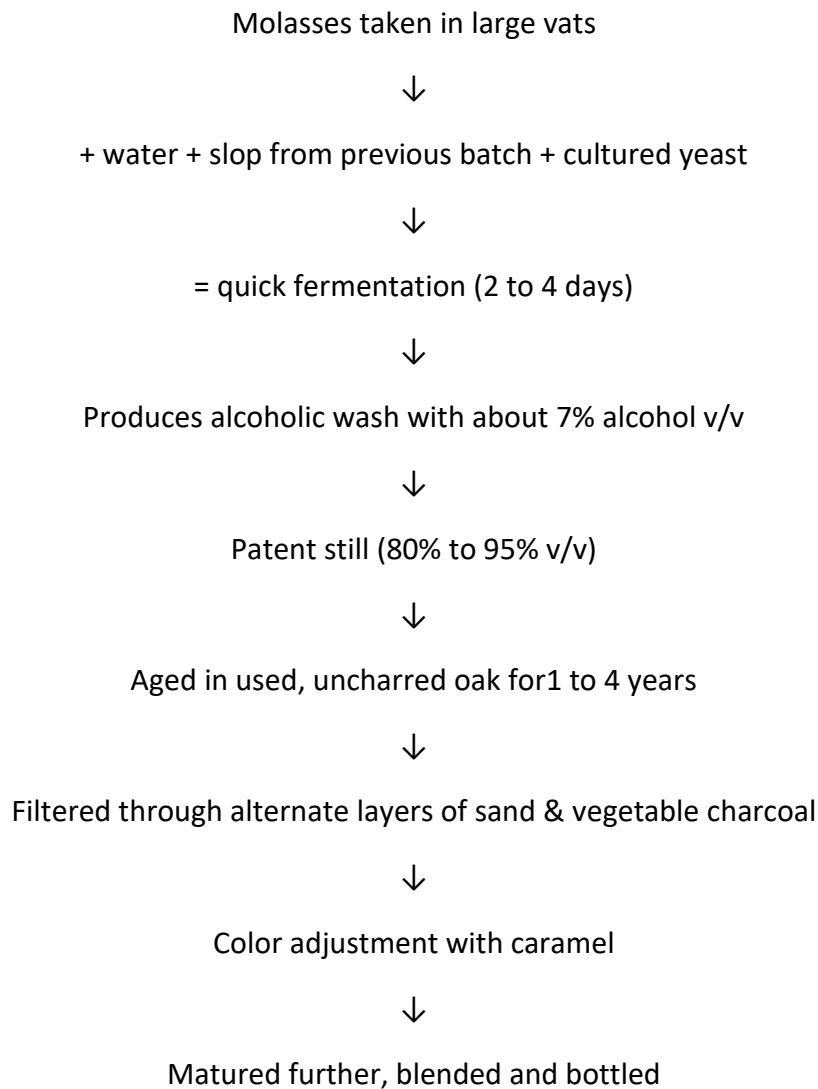 Molasses taken in large vats
↓
+ water + slop from previous batch + cultured yeast
↓
= quick fermentation (2 to 4 days)
↓
Produces alcoholic wash with about 7% alcohol v/v
↓
Patent still (80% to 95% v/v)
↓
Aged in used, uncharred oak for1 to 4 years
↓
Filtered through alternate layers of sand & vegetable charcoal
↓
Color adjustment with caramel
↓
Matured further, blended and bottled